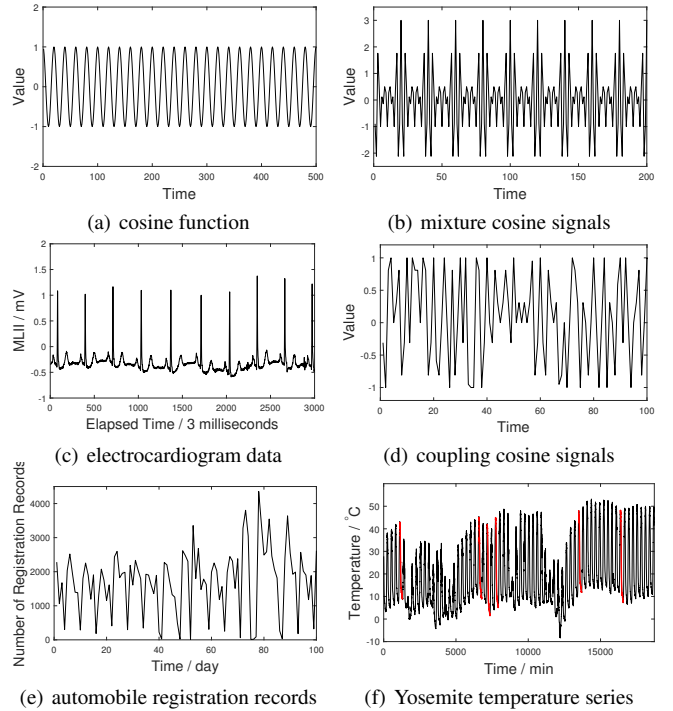 2
1
0
-1
-2
Value
0 100 200 300 400 500
Time
(a) cosine function
3
2
1
0
-1
-2
Value
0 50 100 150 200
Time
(b) mixture cosine signals
2
1.5
1
0.5
0
-0.5
-1
MLII / mV
0 500 1000 1500 2000 2500 3000
Elapsed Time / 3 milliseconds
(c) electrocardiogram data
1
0.5
0
-0.5
-1
Value
0 20 40 60 80 100
Time
(d) coupling cosine signals
4000
3000
2000
1000
0
Number of Registration Records
0 20 40 60 80 100
Time / day
(e) automobile registration records
50
40
30
20
10
0
-10
Temperature / °C
0 5000 10000 15000
Time / min
(f) Yosemite temperature series